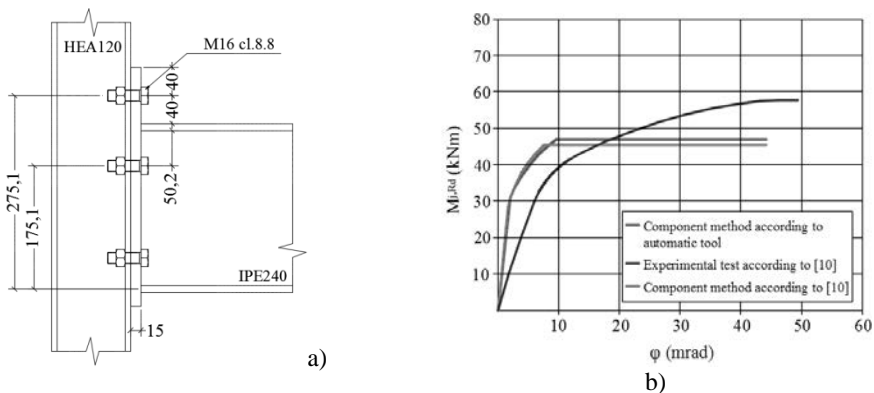 HEA120
M16 cl.8.8
40
40
50,2
275,1
175,1
IPE240
15
a)
80
70
60
50
40
30
20
10
Mj,Rd (kNm)
Component method according to
automatic tool
Experimental test according to [10]
Component method according to [10]
10 20 30 40 50 60
φ (mrad)
b)